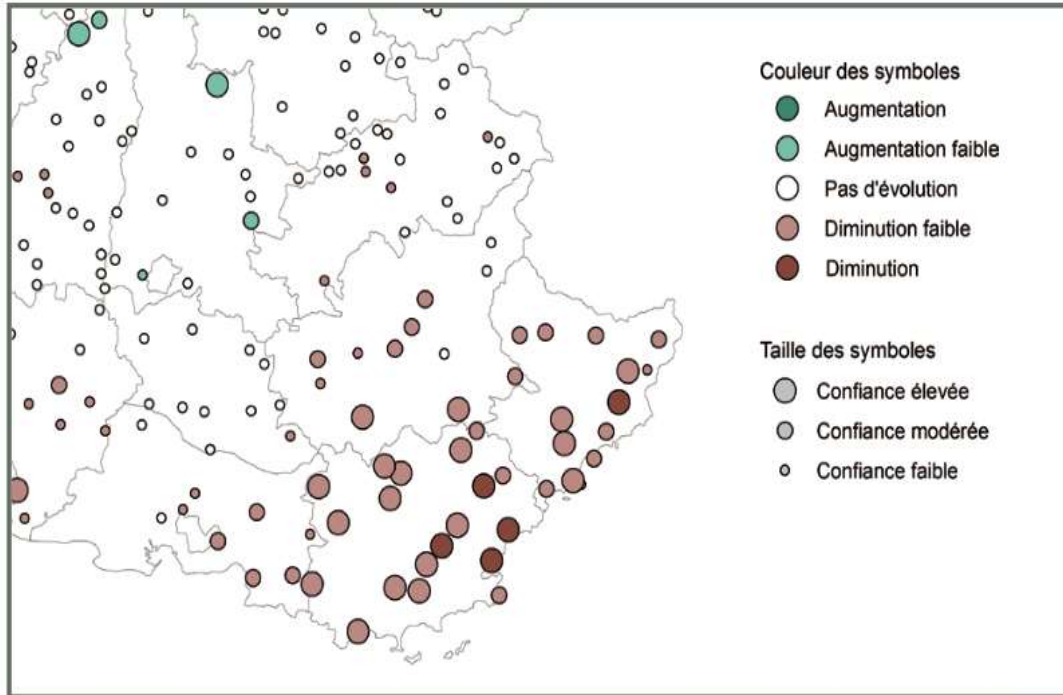 Couleur des symboles
Augmentation
Augmentation faible
Pas d'évolution
Diminution faible
Diminution
Taille des symboles
Confiance élevée
Confiance modérée
Confiance faible